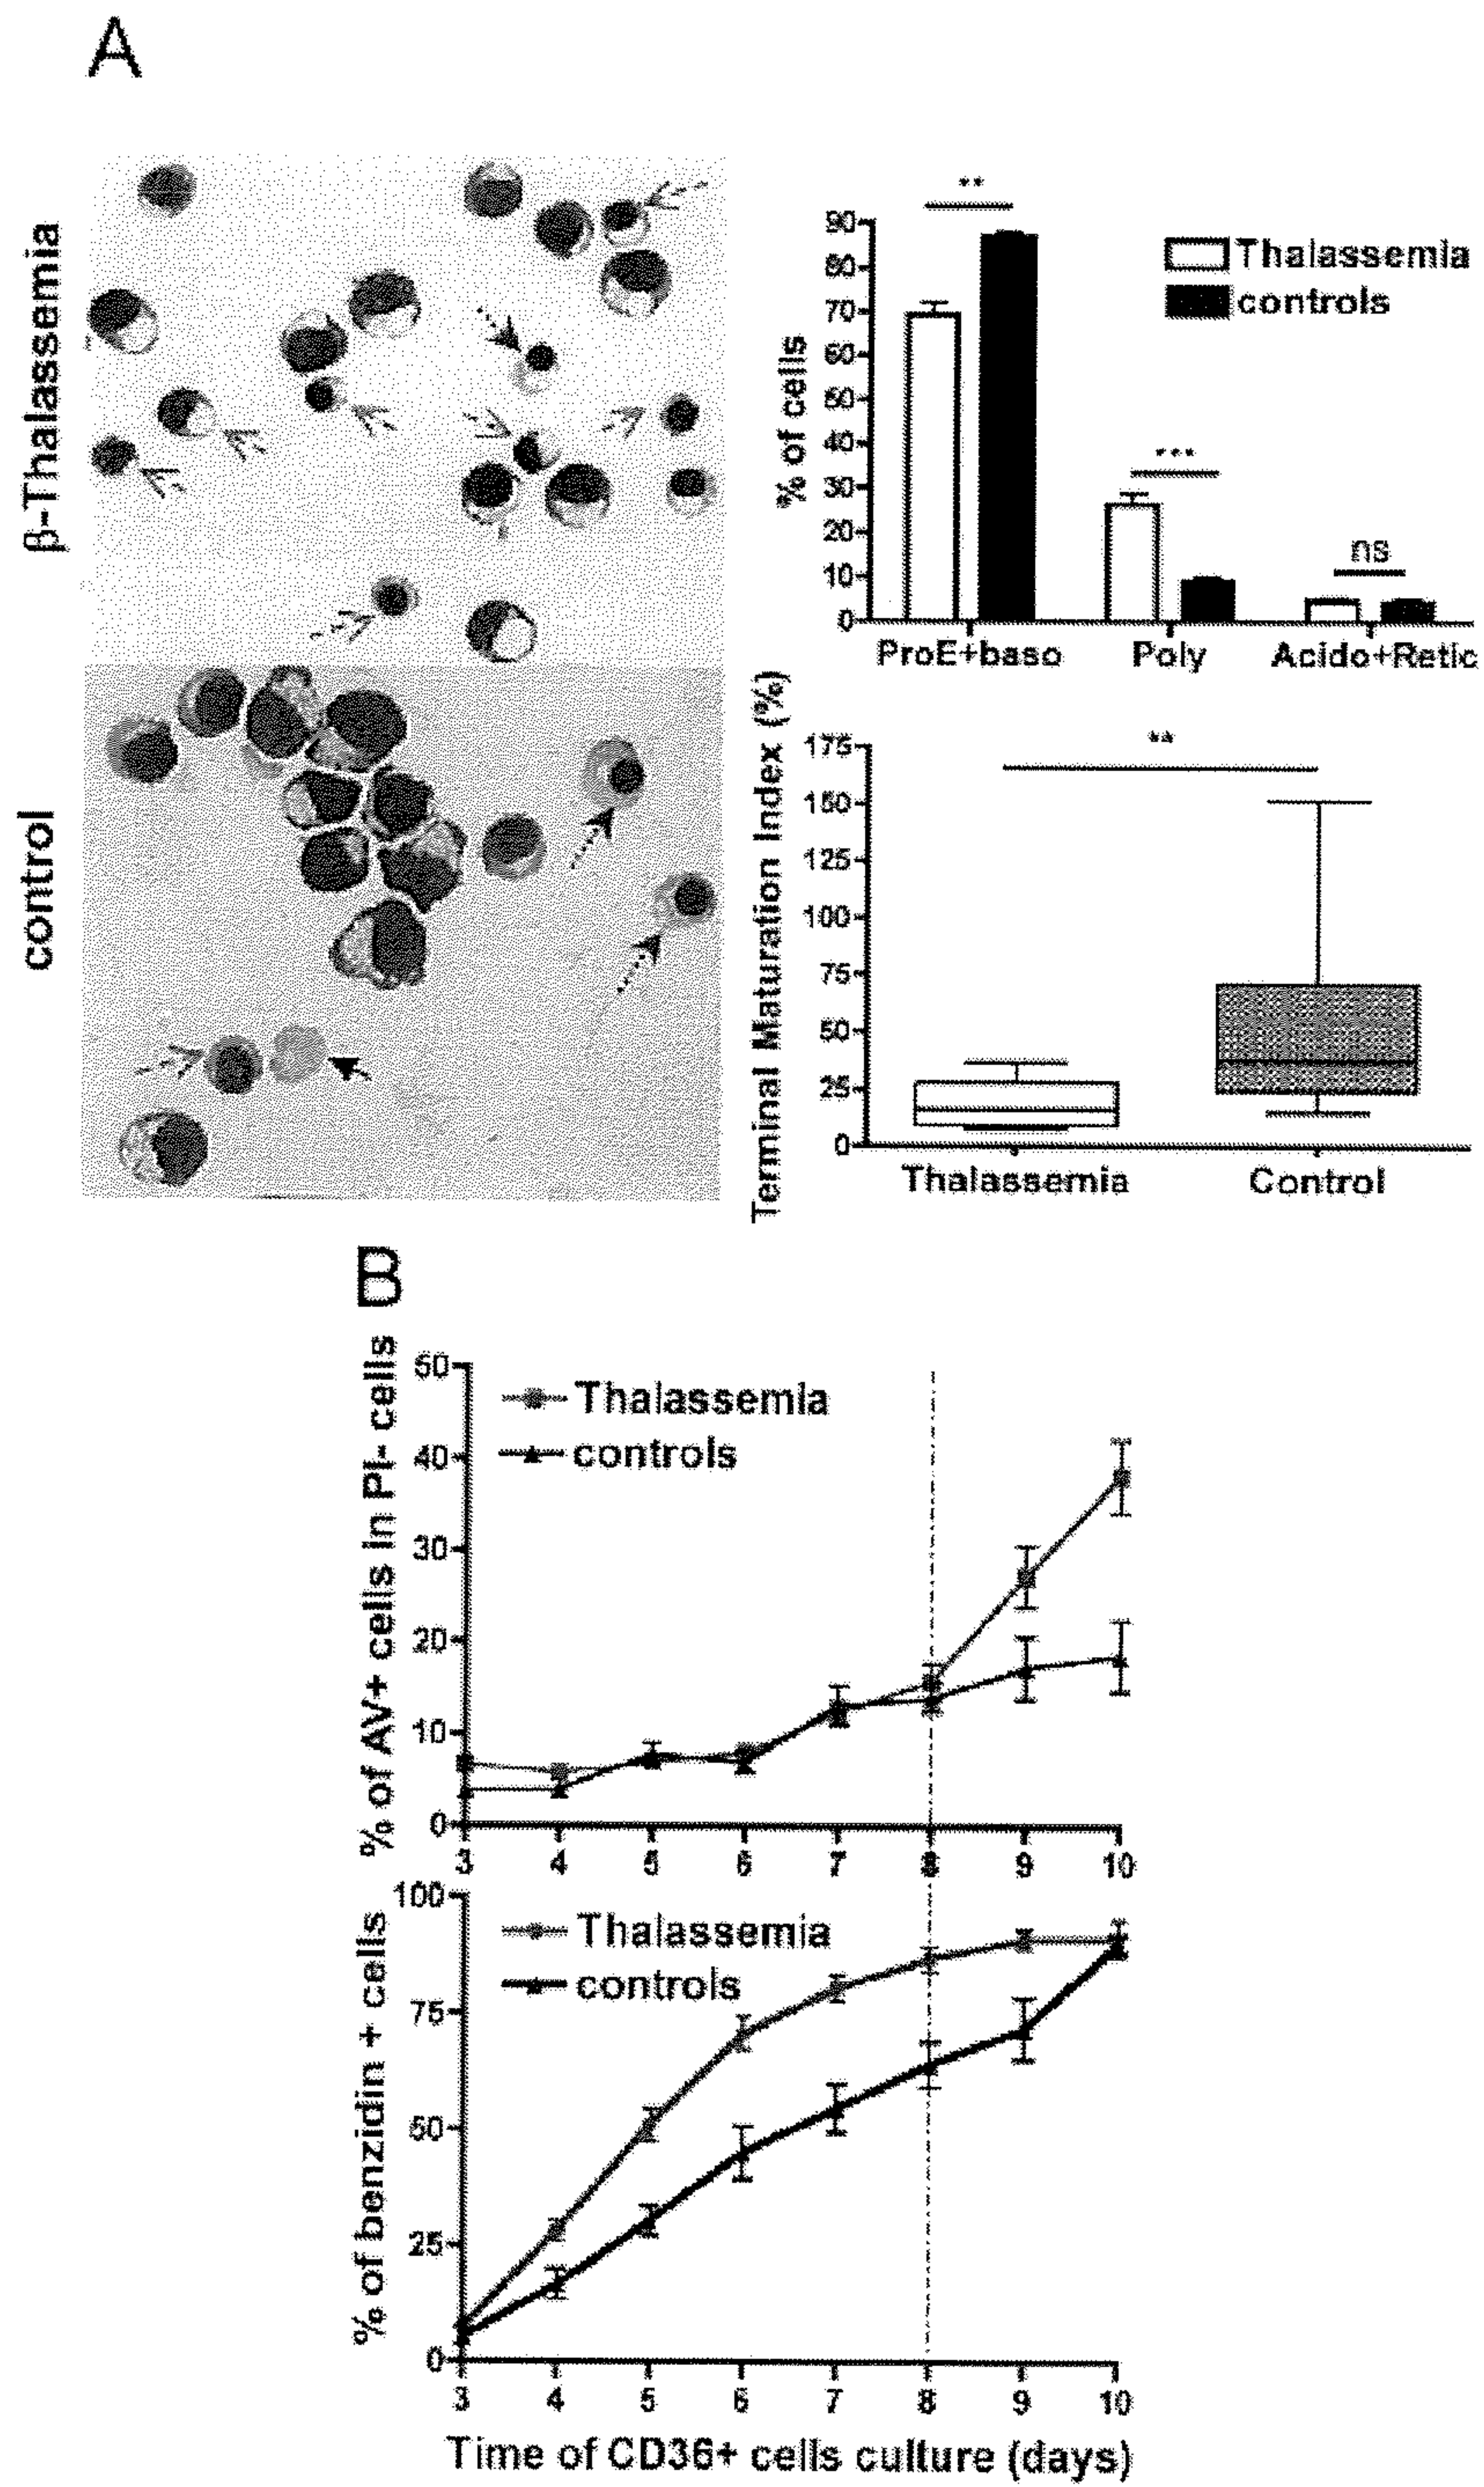 A
β-Thalassemia
control
**
% of cells
90
80
70
60
50
40
30
20
10
0
Thalassemia
controls
***
ns
ProE+baso Poly Acido+Retic
Terminal Maturation Index (%)
175
150
125
100
75
50
25
0
**
Thalassemia Control
B
% of AV+ cells in PI- cells
50
40
30
20
10
0
Thalassemia
controls
3 4 5 6 7 8 9 10
% of benzidin + cells
100
75
50
25
0
Thalassemia
controls
3 4 5 6 7 8 9 10
Time of CD36+ cells culture (days)